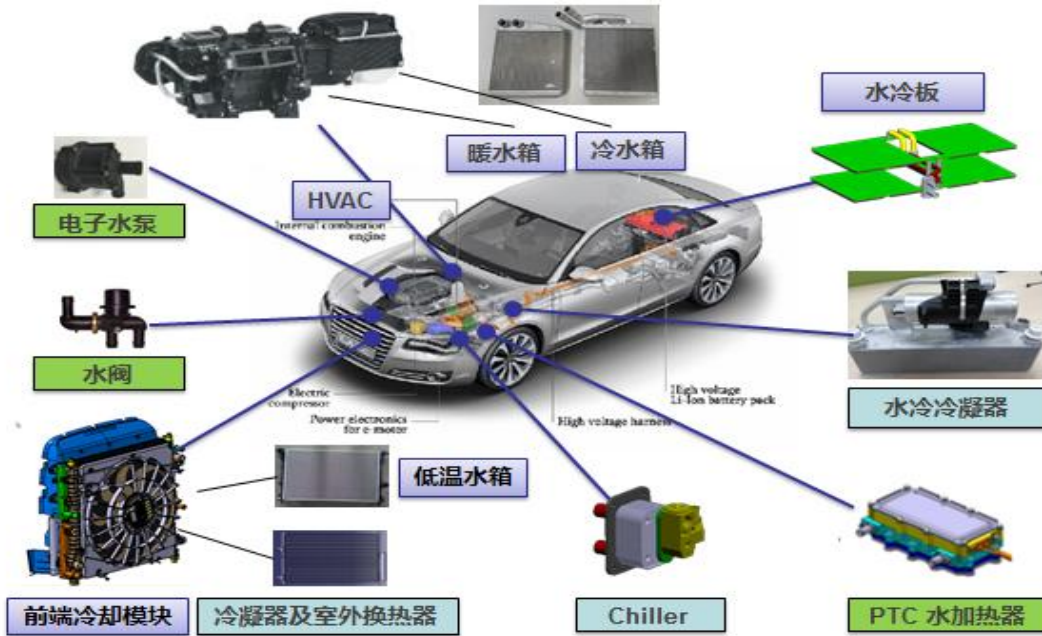 水冷板
暖水箱
冷水箱
HVAC
电子水泵
Internal combustion
engine
水阀
Electric
compressor
Power electronics
for e-motor
High voltage harness
High voltage
Li-Ion battery pack
水冷冷凝器
低温水箱
前端冷却模块
冷凝器及室外换热器
Chiller
PTC 水加热器